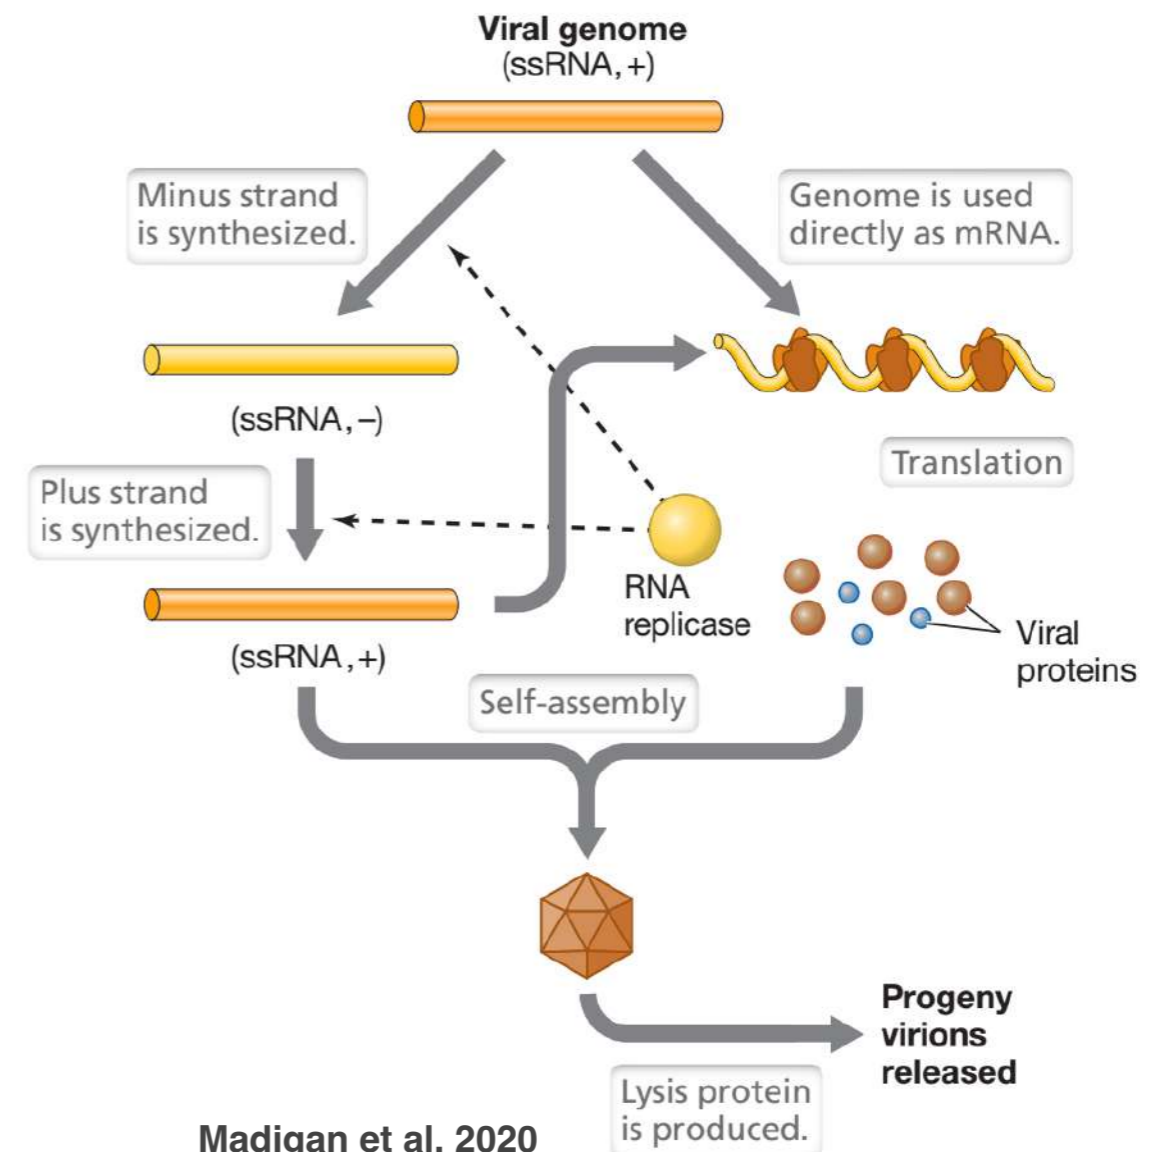 Viral genome
(ssRNA, +)
Minus strand
is synthesized.
Genome is used
directly as mRNA.
(ssRNA, –)
Translation
Plus strand
is synthesized.
RNA
replicase
Viral
proteins
(ssRNA, +)
Self-assembly
Progeny
virions
released
Lysis protein
is produced.
Madigan et al. 2020